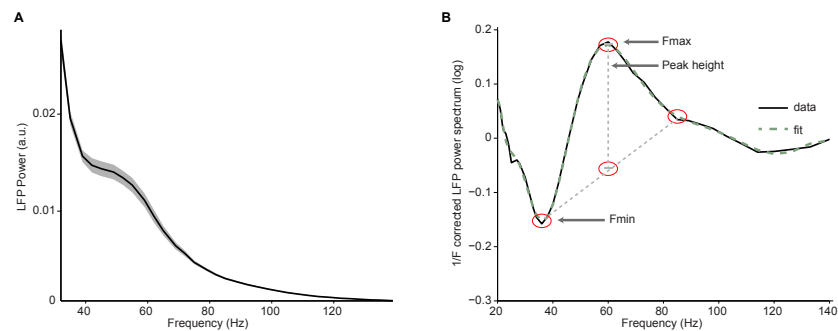 A
LFP Power (a.u.)
0.02
0.01
0
40
60
80
100
120
Frequency (Hz)
B
1/F corrected LFP power spectrum (log)
0.2
0.1
0
−0.1
−0.2
−0.3
Fmax
Peak height
data
fit
Fmin
20
40
60
80
100
120
140
Frequency (Hz)